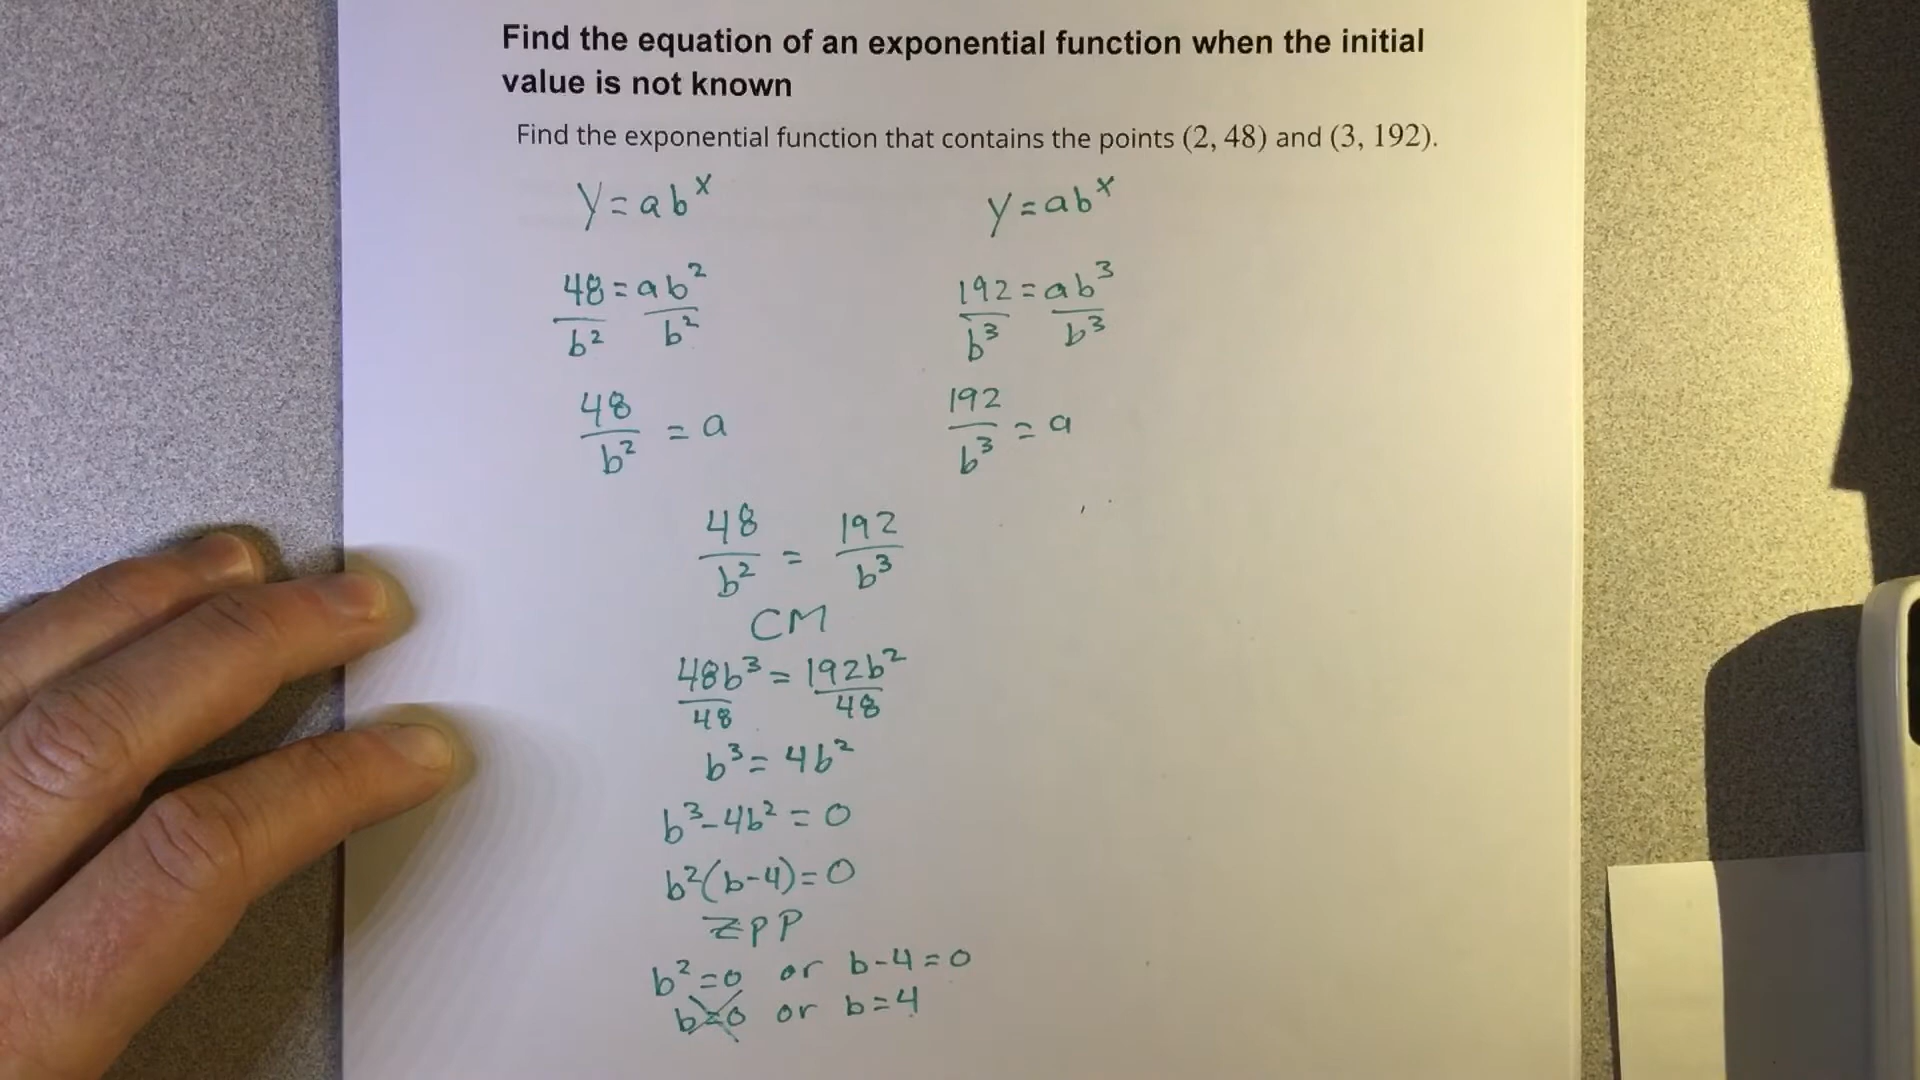 Find the equation of an exponential function when the initial
value is not known
Find the exponential function that contains the points (2, 48) and (3, 192).
y = ab^x
y = ab^x
48 = ab^2
b^2 b^2
192 = ab^3
b^3 b^3
48/b^2 = a
192/b^3 = a
48/b^2 = 192/b^3
CM
48b^3 = 192b^2
48 48
b^3 = 4b^2
b^3 - 4b^2 = 0
b^2(b-4) = 0
ZPP
b^2 = 0 or b-4 = 0
b=0 or b=4